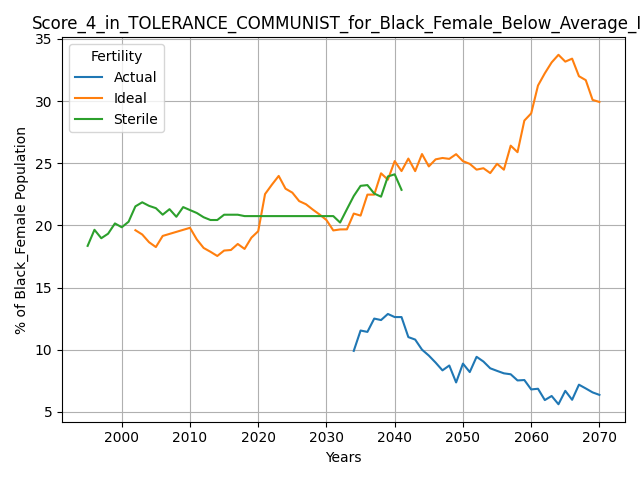 Score_4_in_TOLERANCE_COMMUNIST_for_Black_Female_Below_Average_I
35
30
25
20
15
10
5
% of Black_Female Population
Fertility
Actual
Ideal
Sterile
2000 2010 2020 2030 2040 2050 2060 2070
Years